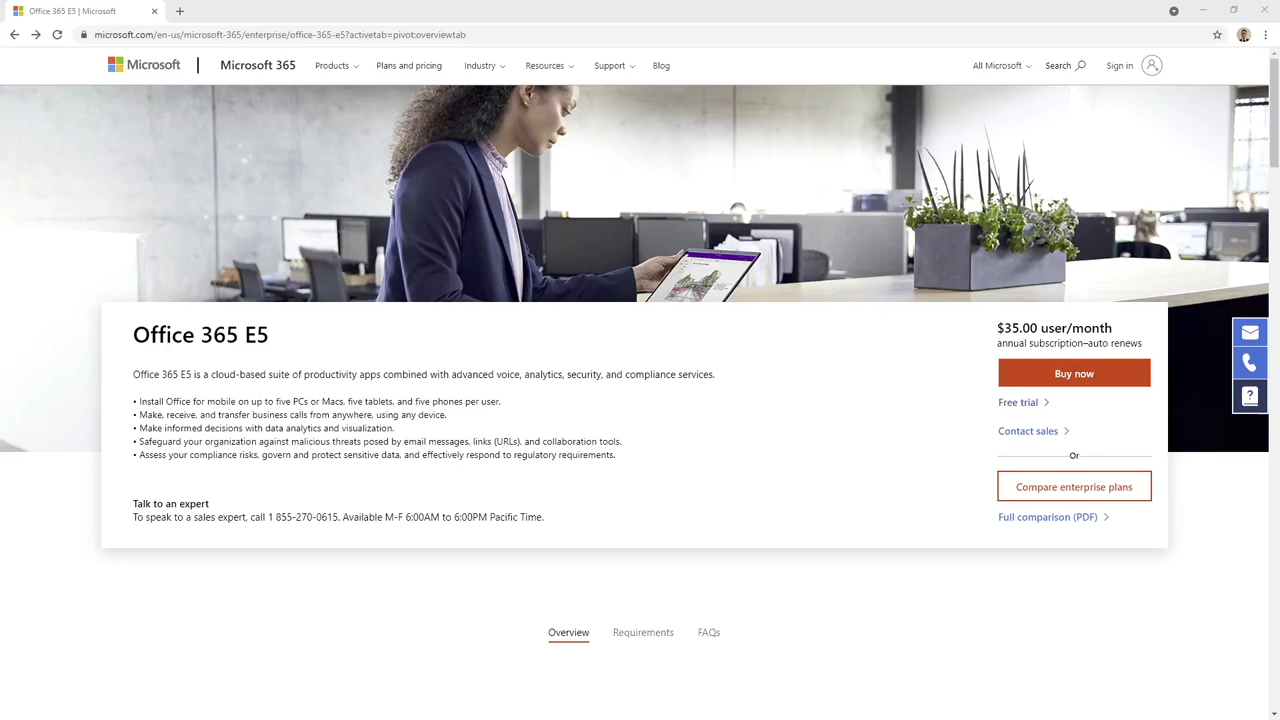 Office 365 E5 | Microsoft
microsoft.com/en-us/microsoft-365/enterprise/office-365-e5?activetab=pivot:overviewtab
Microsoft | Microsoft 365 Products Plans and pricing Industry Resources Support Blog All Microsoft Search Sign in
Office 365 E5
Office 365 E5 is a cloud-based suite of productivity apps combined with advanced voice, analytics, security, and compliance services.
• Install Office for mobile on up to five PCs or Macs, five tablets, and five phones per user.
• Make, receive, and transfer business calls from anywhere, using any device.
• Make informed decisions with data analytics and visualization.
• Safeguard your organization against malicious threats posed by email messages, links (URLs), and collaboration tools.
• Assess your compliance risks, govern and protect sensitive data, and effectively respond to regulatory requirements.
Talk to an expert
To speak to a sales expert, call 1 855-270-0615. Available M-F 6:00AM to 6:00PM Pacific Time.
$35.00 user/month
annual subscription–auto renews
Buy now
Free trial
Contact sales
Or
Compare enterprise plans
Full comparison (PDF)
Overview Requirements FAQs